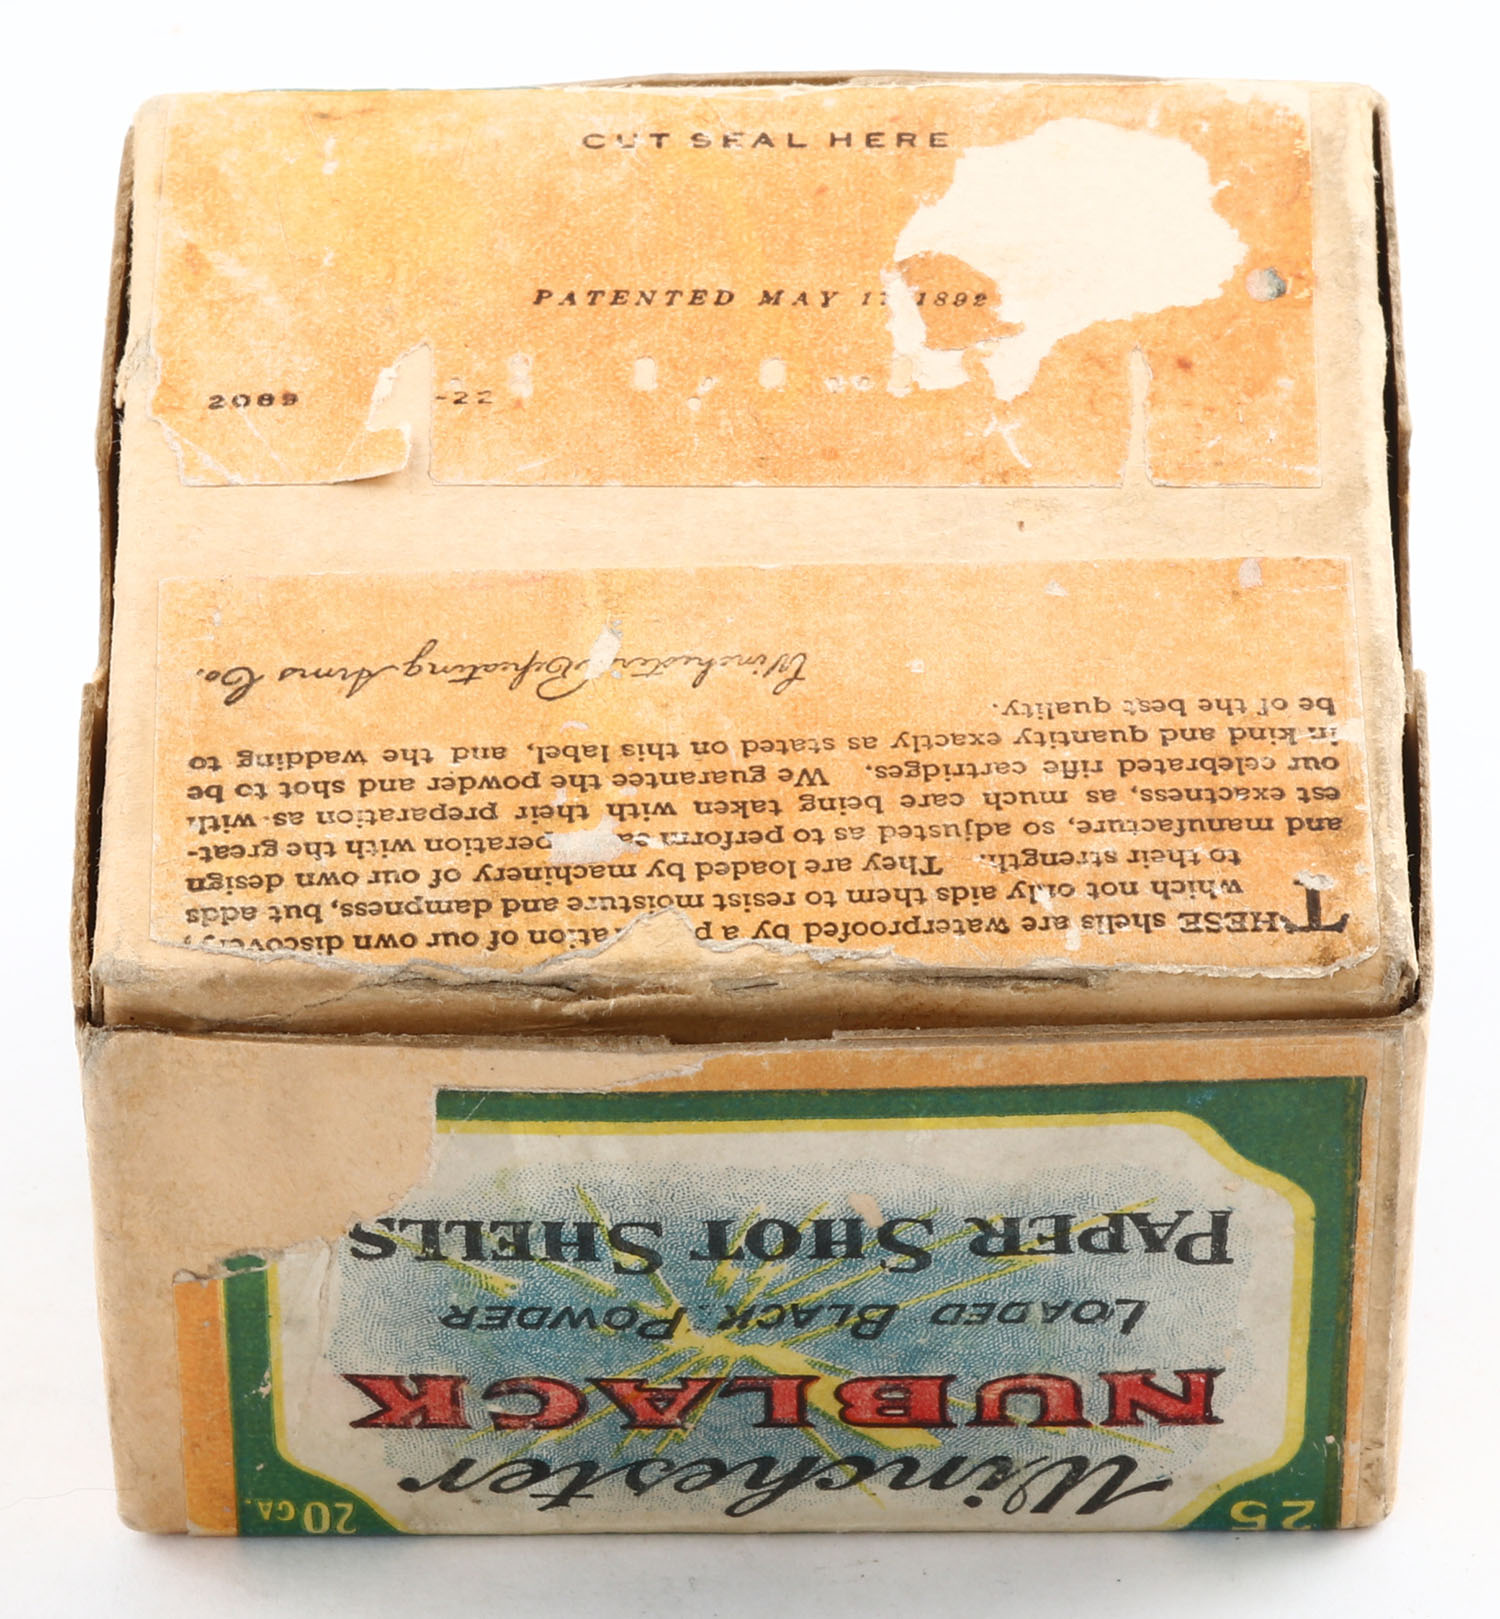 CUT SEAL HERE
PATENTED MAY 1 1892
2089 -22
THESE shells are waterproofed by a of our own discovery,
which not only aids them to resist moisture and dampness, but adds
to their strength. They are loaded by machinery of our own design
and manufacture, so adjusted as to perform with the great-
est exactness, as much care being taken with their preparation as with
our celebrated rifle cartridges. We guarantee the powder and shot to be
in kind and quantity exactly as stated on this label, and the wadding to
be of the best quality.
Winchester Repeating Arms Co.
25
20 GA.
Winchester
NUBLACK
LOADED BLACK POWDER
PAPER SHOT SHELLS